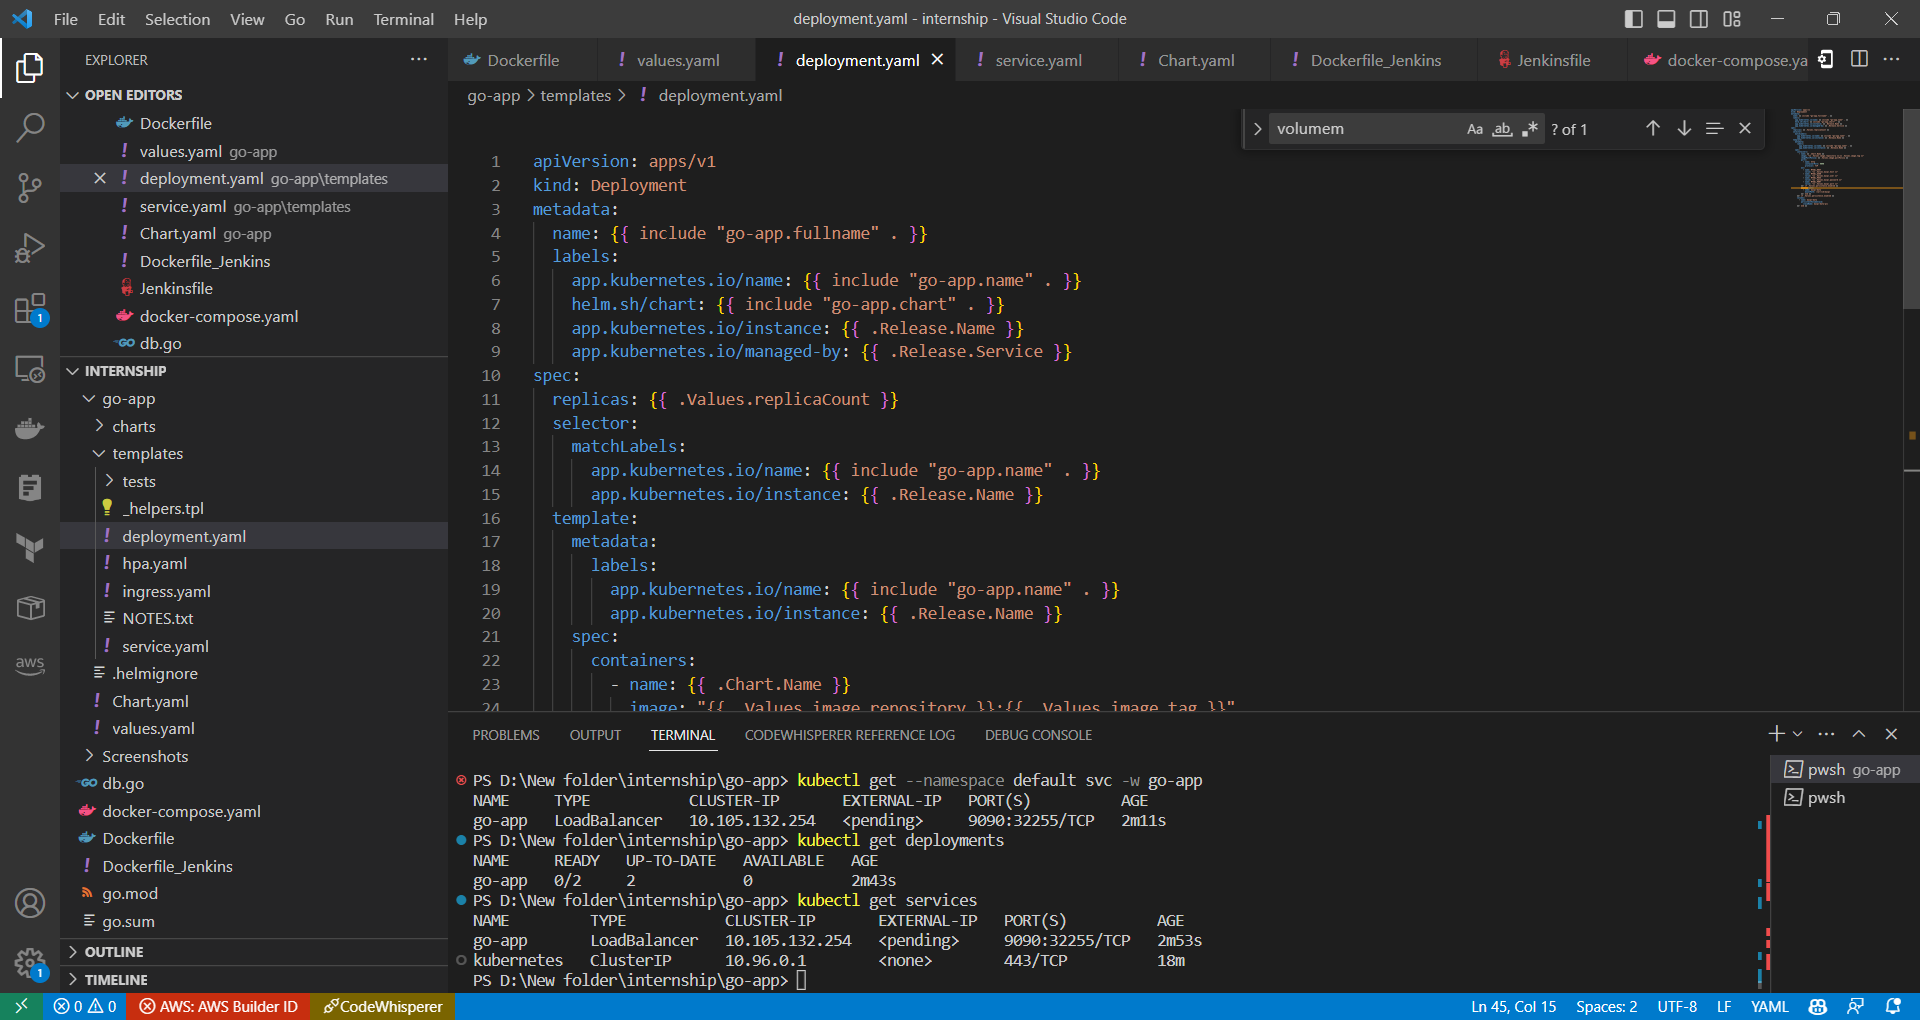 File Edit Selection View Go Run Terminal Help
deployment.yaml - internship - Visual Studio Code
EXPLORER
OPEN EDITORS
Dockerfile
values.yaml go-app
deployment.yaml go-app\templates
service.yaml go-app\templates
Chart.yaml go-app
Dockerfile_Jenkins
Jenkinsfile
docker-compose.yaml
db.go
INTERNSHIP
go-app
charts
templates
tests
_helpers.tpl
deployment.yaml
hpa.yaml
ingress.yaml
NOTES.txt
service.yaml
.helmignore
Chart.yaml
values.yaml
Screenshots
db.go
docker-compose.yaml
Dockerfile
Dockerfile_Jenkins
go.mod
go.sum
OUTLINE
TIMELINE
1
aws
1
Dockerfile values.yaml deployment.yaml service.yaml Chart.yaml Dockerfile_Jenkins Jenkinsfile docker-compose.ya
go-app > templates > ! deployment.yaml
volumem Aa ab ? of 1
1 apiVersion: apps/v1
2 kind: Deployment
3 metadata:
4 name: {{ include "go-app.fullname" . }}
5 labels:
6 app.kubernetes.io/name: {{ include "go-app.name" . }}
7 helm.sh/chart: {{ include "go-app.chart" . }}
8 app.kubernetes.io/instance: {{ .Release.Name }}
9 app.kubernetes.io/managed-by: {{ .Release.Service }}
10 spec:
11 replicas: {{ .Values.replicaCount }}
12 selector:
13 matchLabels:
14 app.kubernetes.io/name: {{ include "go-app.name" . }}
15 app.kubernetes.io/instance: {{ .Release.Name }}
16 template:
17 metadata:
18 labels:
19 app.kubernetes.io/name: {{ include "go-app.name" . }}
20 app.kubernetes.io/instance: {{ .Release.Name }}
21 spec:
22 containers:
23 - name: {{ .Chart.Name }}
24 image: "{{ .Values.image.repository }}:{{ .Values.image.tag }}"
PROBLEMS OUTPUT TERMINAL CODEWHISPERER REFERENCE LOG DEBUG CONSOLE
PS D:\New folder\internship\go-app> kubectl get --namespace default svc -w go-app
NAME TYPE CLUSTER-IP EXTERNAL-IP PORT(S) AGE
go-app LoadBalancer 10.105.132.254 <pending> 9090:32255/TCP 2m11s
PS D:\New folder\internship\go-app> kubectl get deployments
NAME READY UP-TO-DATE AVAILABLE AGE
go-app 0/2 2 0 2m43s
PS D:\New folder\internship\go-app> kubectl get services
NAME TYPE CLUSTER-IP EXTERNAL-IP PORT(S) AGE
go-app LoadBalancer 10.105.132.254 <pending> 9090:32255/TCP 2m53s
kubernetes ClusterIP 10.96.0.1 <none> 443/TCP 18m
PS D:\New folder\internship\go-app>
pwsh go-app
pwsh
0 0 AWS: AWS Builder ID CodeWhisperer
Ln 45, Col 15 Spaces: 2 UTF-8 LF YAML